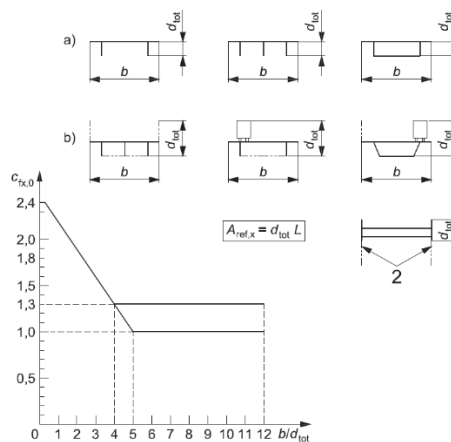 a)
d_tot
d_tot
d_tot
b
b
b
b)
d_tot
d_tot
d_tot
b
b
b
c_fx,0
A_ref,x = d_tot L
d_tot
2
2,4
2,0
1,8
1,5
1,3
1,0
0,5
0 1 2 3 4 5 6 7 8 9 10 11 12 b/d_tot